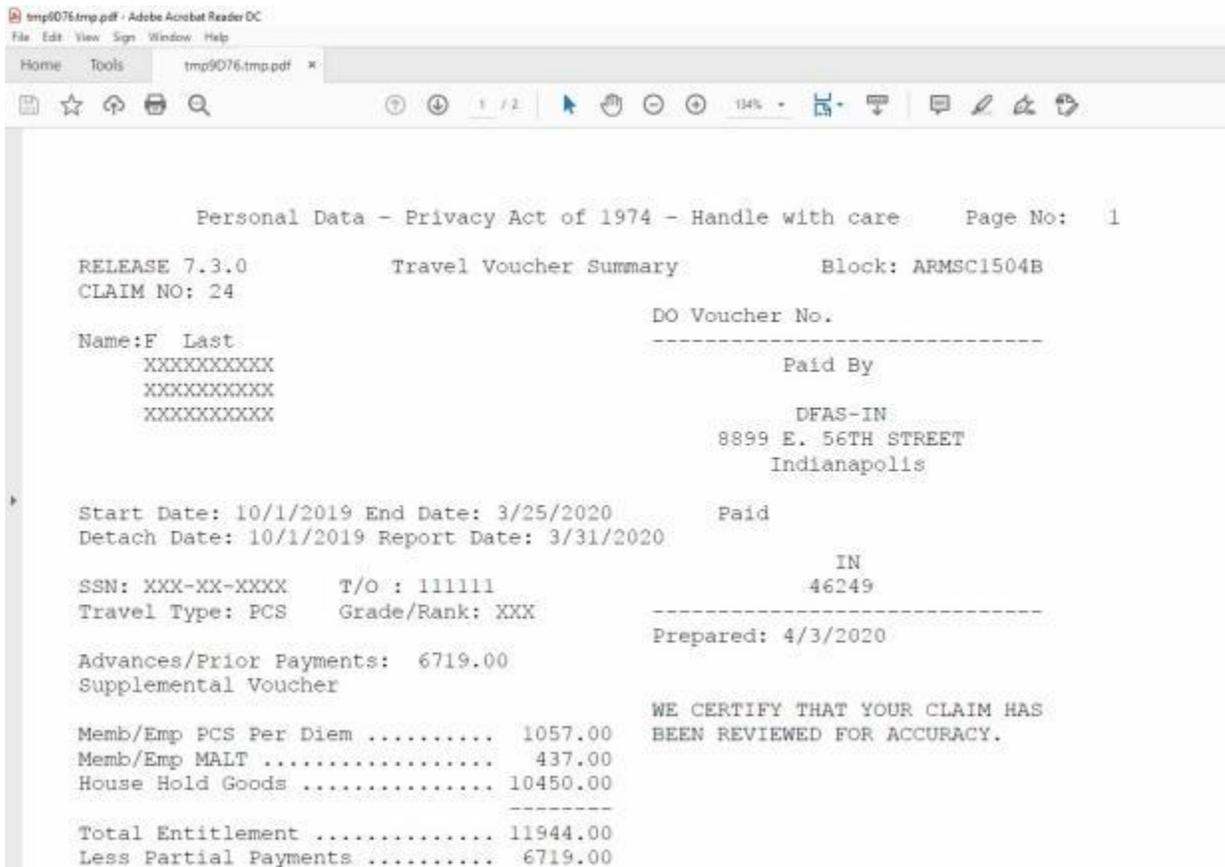 tmp9D76.tmp.pdf - Adobe Acrobat Reader DC
File Edit View Sign Window Help
Home Tools tmp9D76.tmp.pdf ×
1 / 2 134%
Personal Data - Privacy Act of 1974 - Handle with care Page No: 1
RELEASE 7.3.0 Travel Voucher Summary Block: ARMSC1504B
CLAIM NO: 24
DO Voucher No.
Name:F Last ------------------------------
XXXXXXXXXX Paid By
XXXXXXXXXX
XXXXXXXXXX DFAS-IN
8899 E. 56TH STREET
Indianapolis
Start Date: 10/1/2019 End Date: 3/25/2020 Paid
Detach Date: 10/1/2019 Report Date: 3/31/2020
IN
SSN: XXX-XX-XXXX T/O : 111111 46249
Travel Type: PCS Grade/Rank: XXX ------------------------------
Prepared: 4/3/2020
Advances/Prior Payments: 6719.00
Supplemental Voucher
WE CERTIFY THAT YOUR CLAIM HAS
Memb/Emp PCS Per Diem .......... 1057.00 BEEN REVIEWED FOR ACCURACY.
Memb/Emp MALT .................. 437.00
House Hold Goods ............... 10450.00
--------
Total Entitlement .............. 11944.00
Less Partial Payments .......... 6719.00